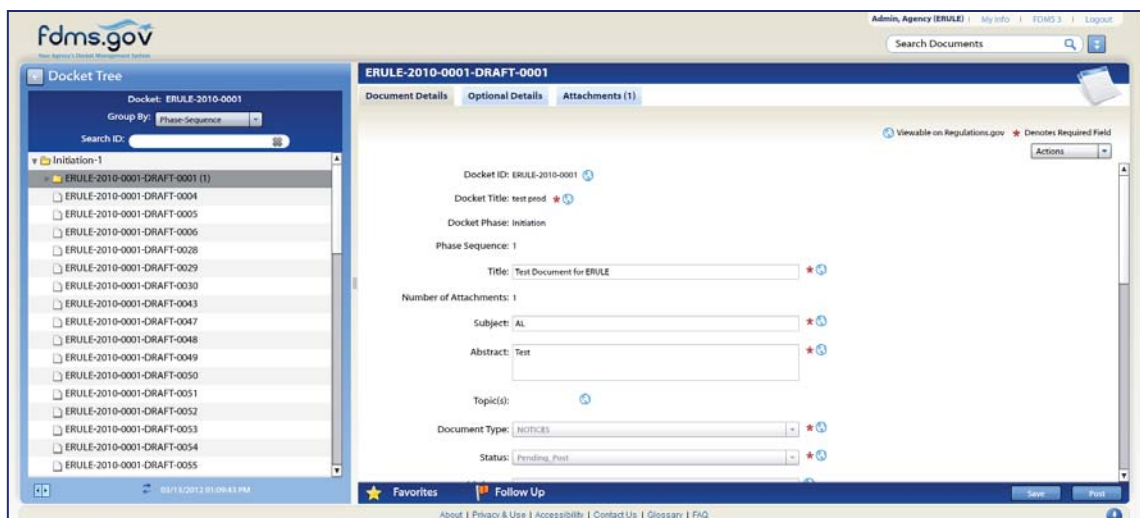 Admin, Agency (ERULE) | My Info | FDMS 3 | Logout
fdms.gov
Your Agency's Docket Management System
Search Documents
Docket Tree
Docket: ERULE-2010-0001
Group By: Phase-Sequence
Search ID:
Initiation-1
ERULE-2010-0001-DRAFT-0001 (1)
ERULE-2010-0001-DRAFT-0004
ERULE-2010-0001-DRAFT-0005
ERULE-2010-0001-DRAFT-0006
ERULE-2010-0001-DRAFT-0028
ERULE-2010-0001-DRAFT-0029
ERULE-2010-0001-DRAFT-0030
ERULE-2010-0001-DRAFT-0043
ERULE-2010-0001-DRAFT-0047
ERULE-2010-0001-DRAFT-0048
ERULE-2010-0001-DRAFT-0049
ERULE-2010-0001-DRAFT-0050
ERULE-2010-0001-DRAFT-0051
ERULE-2010-0001-DRAFT-0052
ERULE-2010-0001-DRAFT-0053
ERULE-2010-0001-DRAFT-0054
ERULE-2010-0001-DRAFT-0055
03/13/2012 01:09:43 PM
ERULE-2010-0001-DRAFT-0001
Document Details Optional Details Attachments (1)
Viewable on Regulations.gov * Denotes Required Field
Actions
Docket ID: ERULE-2010-0001
Docket Title: test prod *
Docket Phase: Initiation
Phase Sequence: 1
Title: Test Document for ERULE *
Number of Attachments: 1
Subject: AL *
Abstract: Test *
Topic(s):
Document Type: NOTICES *
Status: Pending_Post *
Favorites Follow Up Save Post
About | Privacy & Use | Accessibility | Contact Us | Glossary | FAQ